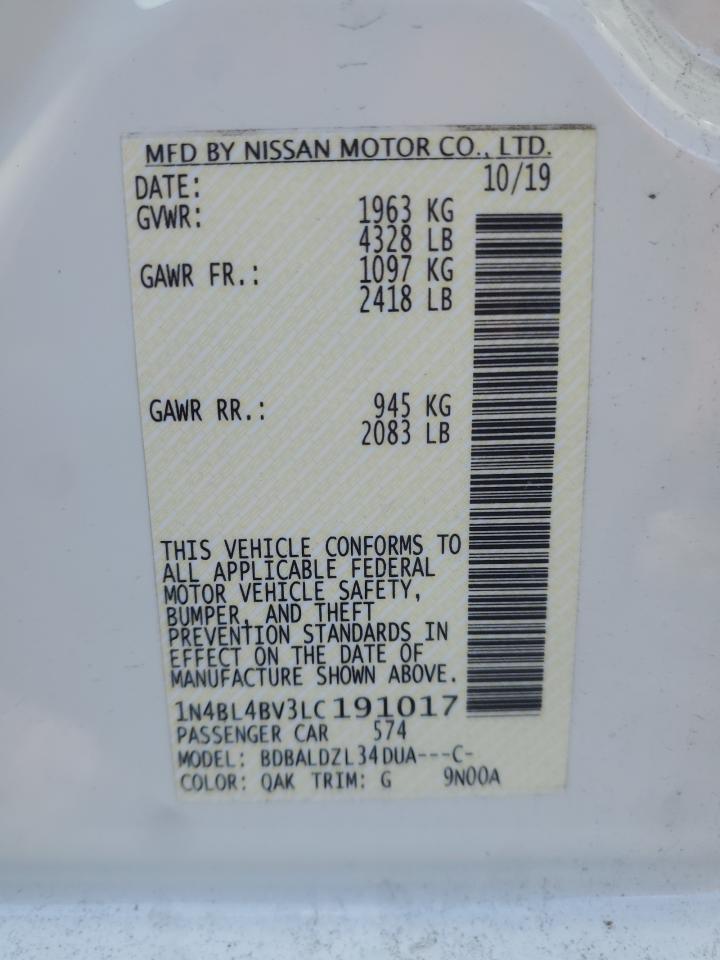 MFD BY NISSAN MOTOR CO., LTD.
DATE: 10/19
GVWR: 1963 KG
4328 LB
GAWR FR.: 1097 KG
2418 LB
GAWR RR.: 945 KG
2083 LB
THIS VEHICLE CONFORMS TO
ALL APPLICABLE FEDERAL
MOTOR VEHICLE SAFETY,
BUMPER, AND THEFT
PREVENTION STANDARDS IN
EFFECT ON THE DATE OF
MANUFACTURE SHOWN ABOVE.
1N4BL4BV3LC191017
PASSENGER CAR 574
MODEL: BDBALDZL34DUA---C-
COLOR: QAK TRIM: G 9N00A